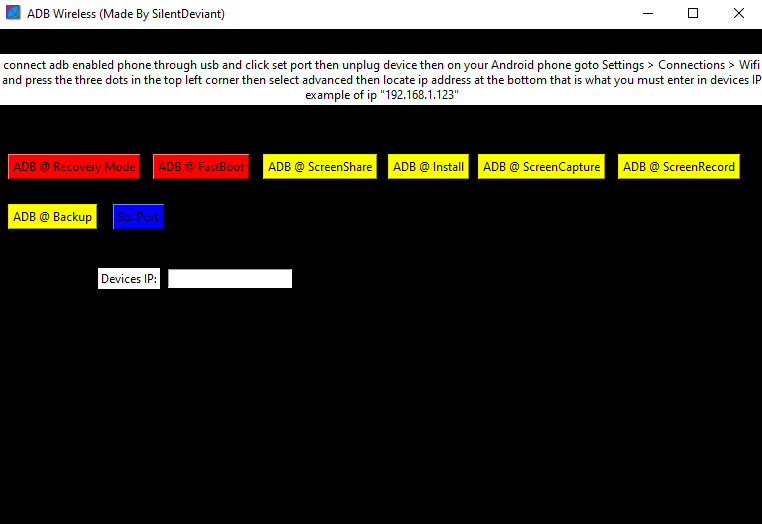 ADB Wireless (Made By SilentDeviant)
connect adb enabled phone through usb and click set port then unplug device then on your Android phone goto Settings > Connections > Wifi
and press the three dots in the top left corner then select advanced then locate ip address at the bottom that is what you must enter in devices IP
example of ip "192.168.1.123"
ADB @ Recovery Mode ADB @ FastBoot ADB @ ScreenShare ADB @ Install ADB @ ScreenCapture ADB @ ScreenRecord
ADB @ Backup Set Port
Devices IP: